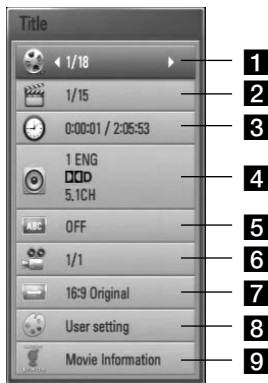 Title
1/18
1
1/15
2
0:00:01 / 2:05:53
3
1 ENG
DD D
5.1CH
4
ABC
OFF
5
1/1
6
16:9 Original
7
User setting
8
Movie Information
9